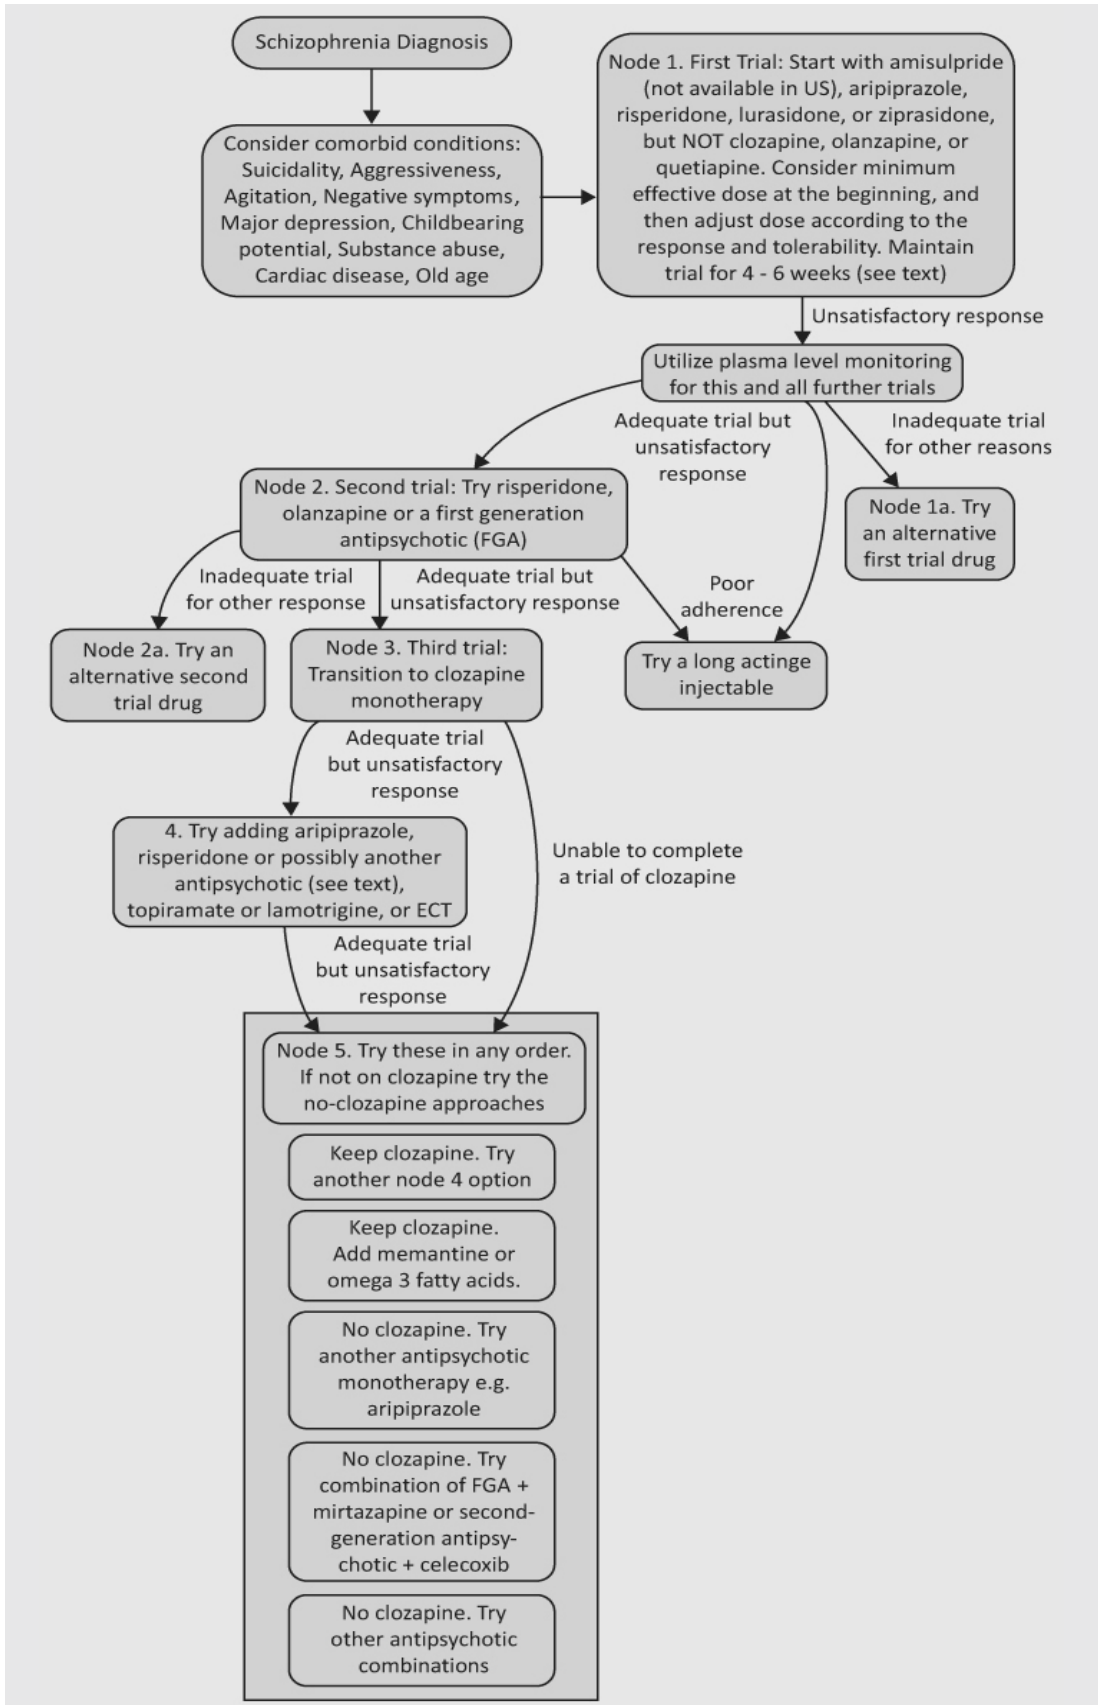 Schizophrenia Diagnosis
Consider comorbid conditions:
Suicidality, Aggressiveness,
Agitation, Negative symptoms,
Major depression, Childbearing
potential, Substance abuse,
Cardiac disease, Old age
Node 1. First Trial: Start with amisulpride
(not available in US), aripiprazole,
risperidone, lurasidone, or ziprasidone,
but NOT clozapine, olanzapine, or
quetiapine. Consider minimum
effective dose at the beginning, and
then adjust dose according to the
response and tolerability. Maintain
trial for 4 - 6 weeks (see text)
Unsatisfactory response
Utilize plasma level monitoring
for this and all further trials
Adequate trial but
unsatisfactory
response
Inadequate trial
for other reasons
Node 2. Second trial: Try risperidone,
olanzapine or a first generation
antipsychotic (FGA)
Node 1a. Try
an alternative
first trial drug
Inadequate trial
for other response
Adequate trial but
unsatisfactory response
Poor
adherence
Node 2a. Try an
alternative second
trial drug
Node 3. Third trial:
Transition to clozapine
monotherapy
Try a long actinge
injectable
Adequate trial
but unsatisfactory
response
4. Try adding aripiprazole,
risperidone or possibly another
antipsychotic (see text),
topiramate or lamotrigine, or ECT
Unable to complete
a trial of clozapine
Adequate trial
but unsatisfactory
response
Node 5. Try these in any order.
If not on clozapine try the
no-clozapine approaches
Keep clozapine. Try
another node 4 option
Keep clozapine.
Add memantine or
omega 3 fatty acids.
No clozapine. Try
another antipsychotic
monotherapy e.g.
aripiprazole
No clozapine. Try
combination of FGA +
mirtazapine or second-
generation antipsy-
chotic + celecoxib
No clozapine. Try
other antipsychotic
combinations